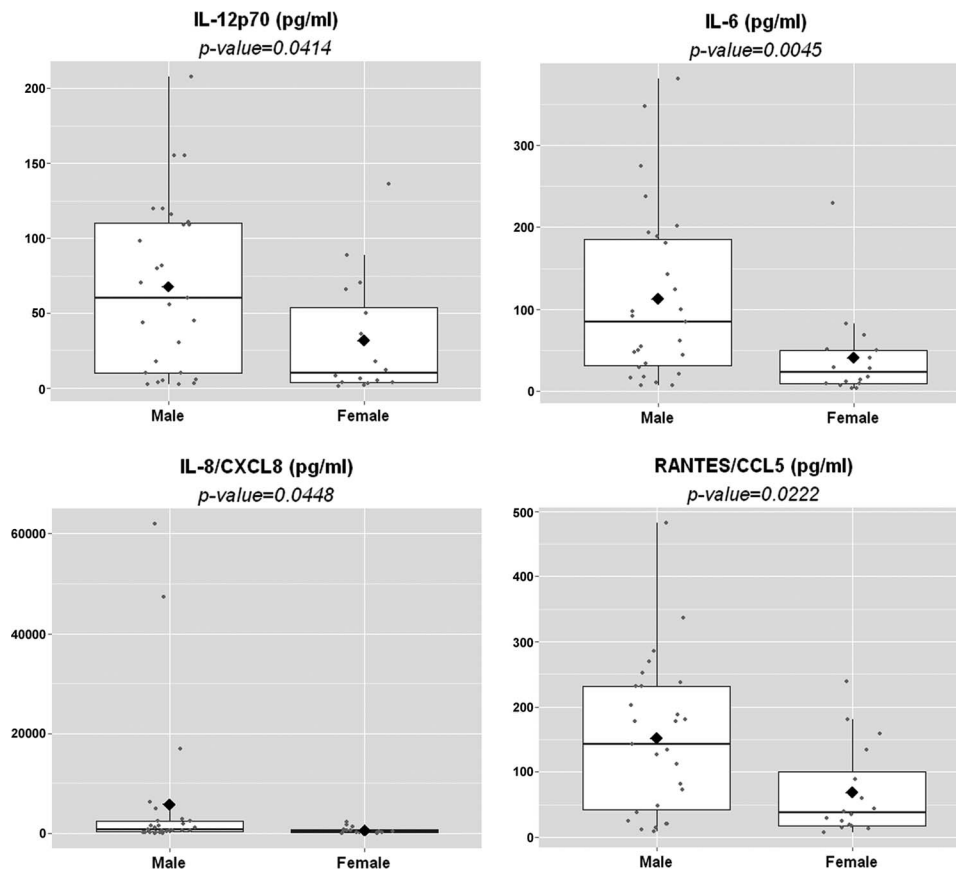 IL-12p70 (pg/ml)
p-value=0.0414
200
150
100
50
0
Male
Female
IL-6 (pg/ml)
p-value=0.0045
300
200
100
0
Male
Female
IL-8/CXCL8 (pg/ml)
p-value=0.0448
60000
40000
20000
0
Male
Female
RANTES/CCL5 (pg/ml)
p-value=0.0222
500
400
300
200
100
0
Male
Female